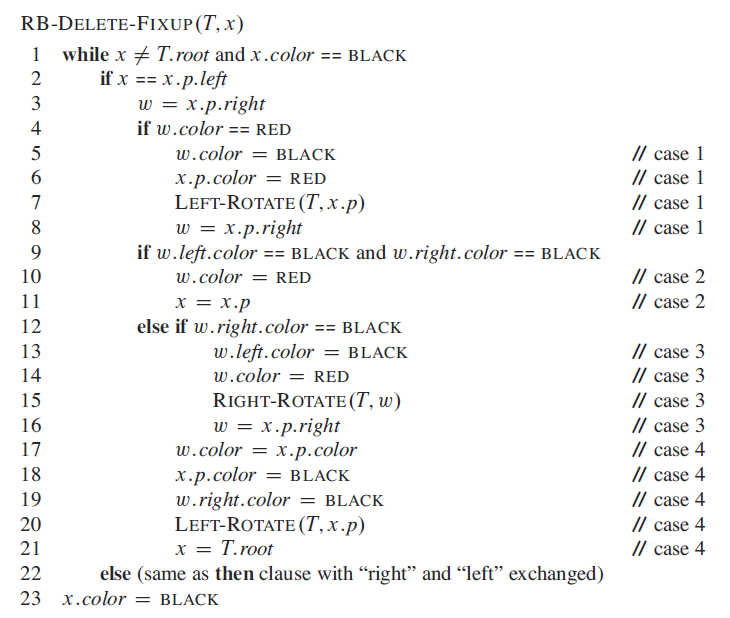 RB-DELETE-FIXUP(T, x)
1 while x ≠ T.root and x.color == BLACK
2 if x == x.p.left
3 w = x.p.right
4 if w.color == RED
5 w.color = BLACK // case 1
6 x.p.color = RED // case 1
7 LEFT-ROTATE(T, x.p) // case 1
8 w = x.p.right // case 1
9 if w.left.color == BLACK and w.right.color == BLACK
10 w.color = RED // case 2
11 x = x.p // case 2
12 else if w.right.color == BLACK
13 w.left.color = BLACK // case 3
14 w.color = RED // case 3
15 RIGHT-ROTATE(T, w) // case 3
16 w = x.p.right // case 3
17 w.color = x.p.color // case 4
18 x.p.color = BLACK // case 4
19 w.right.color = BLACK // case 4
20 LEFT-ROTATE(T, x.p) // case 4
21 x = T.root // case 4
22 else (same as then clause with “right” and “left” exchanged)
23 x.color = BLACK